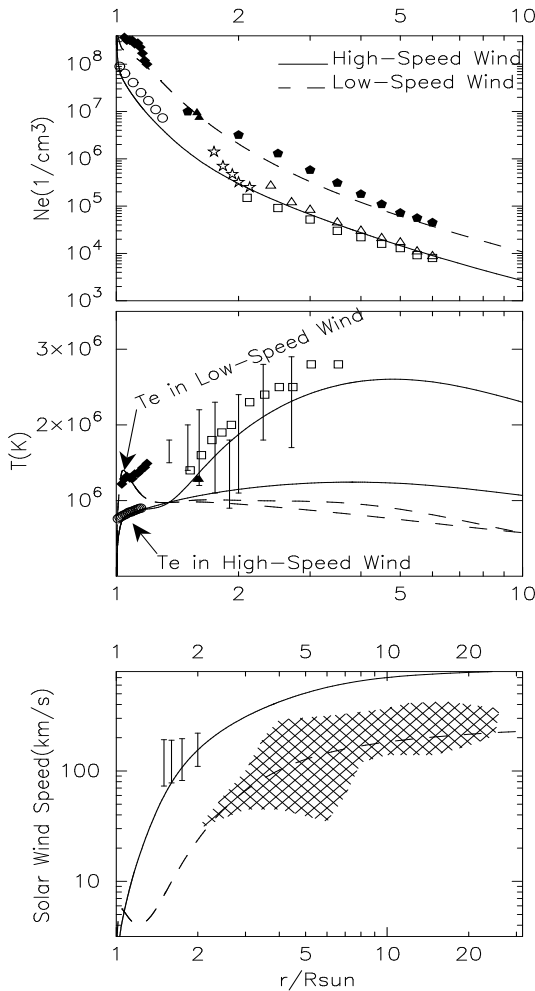 1 2 5 10
10^8
High-Speed Wind
Low-Speed Wind
10^7
10^6
Ne(1/cm3)
10^5
10^4
10^3
3×10^6
Te in Low-Speed Wind
2×10^6
T(K)
10^6
Te in High-Speed Wind
1 2 5 10
1 2 5 10 20
Solar Wind Speed(km/s)
100
10
1 2 5 10 20
r/Rsun